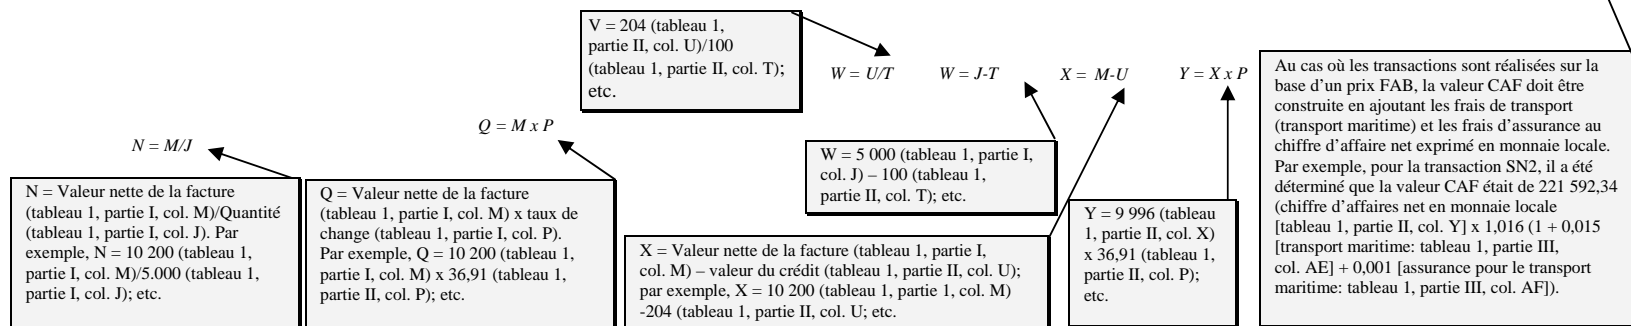 V = 204 (tableau 1,
partie II, col. U)/100
(tableau 1, partie II, col. T);
etc.
W = U/T
W = J-T
X = M-U
Y = X x P
Au cas où les transactions sont réalisées sur la
base d’un prix FAB, la valeur CAF doit être
construite en ajoutant les frais de transport
(transport maritime) et les frais d’assurance au
chiffre d’affaire net exprimé en monnaie locale.
Par exemple, pour la transaction SN2, il a été
déterminé que la valeur CAF était de 221 592,34
(chiffre d’affaires net en monnaie locale
[tableau 1, partie II, col. Y] x 1,016 (1 + 0,015
[transport maritime: tableau 1, partie III,
col. AE] + 0,001 [assurance pour le transport
maritime: tableau 1, partie III, col. AF]).
N = M/J
Q = M x P
N = Valeur nette de la facture
(tableau 1, partie I, col. M)/Quantité
(tableau 1, partie I, col. J). Par
exemple, N = 10 200 (tableau 1,
partie I, col. M)/5.000 (tableau 1,
partie I, col. J); etc.
Q = Valeur nette de la facture
(tableau 1, partie I, col. M) x taux de
change (tableau 1, partie I, col. P).
Par exemple, Q = 10 200 (tableau 1,
partie I, col. M) x 36,91 (tableau 1,
partie II, col. P); etc.
W = 5 000 (tableau 1, partie I,
col. J) – 100 (tableau 1,
partie II, col. T); etc.
X = Valeur nette de la facture (tableau 1, partie I,
col. M) – valeur du crédit (tableau 1, partie II, col. U);
par exemple, X = 10 200 (tableau 1, partie 1, col. M)
-204 (tableau 1, partie II, col. U; etc.
Y = 9 996 (tableau
1, partie II, col. X)
x 36,91 (tableau 1,
partie II, col. P);
etc.